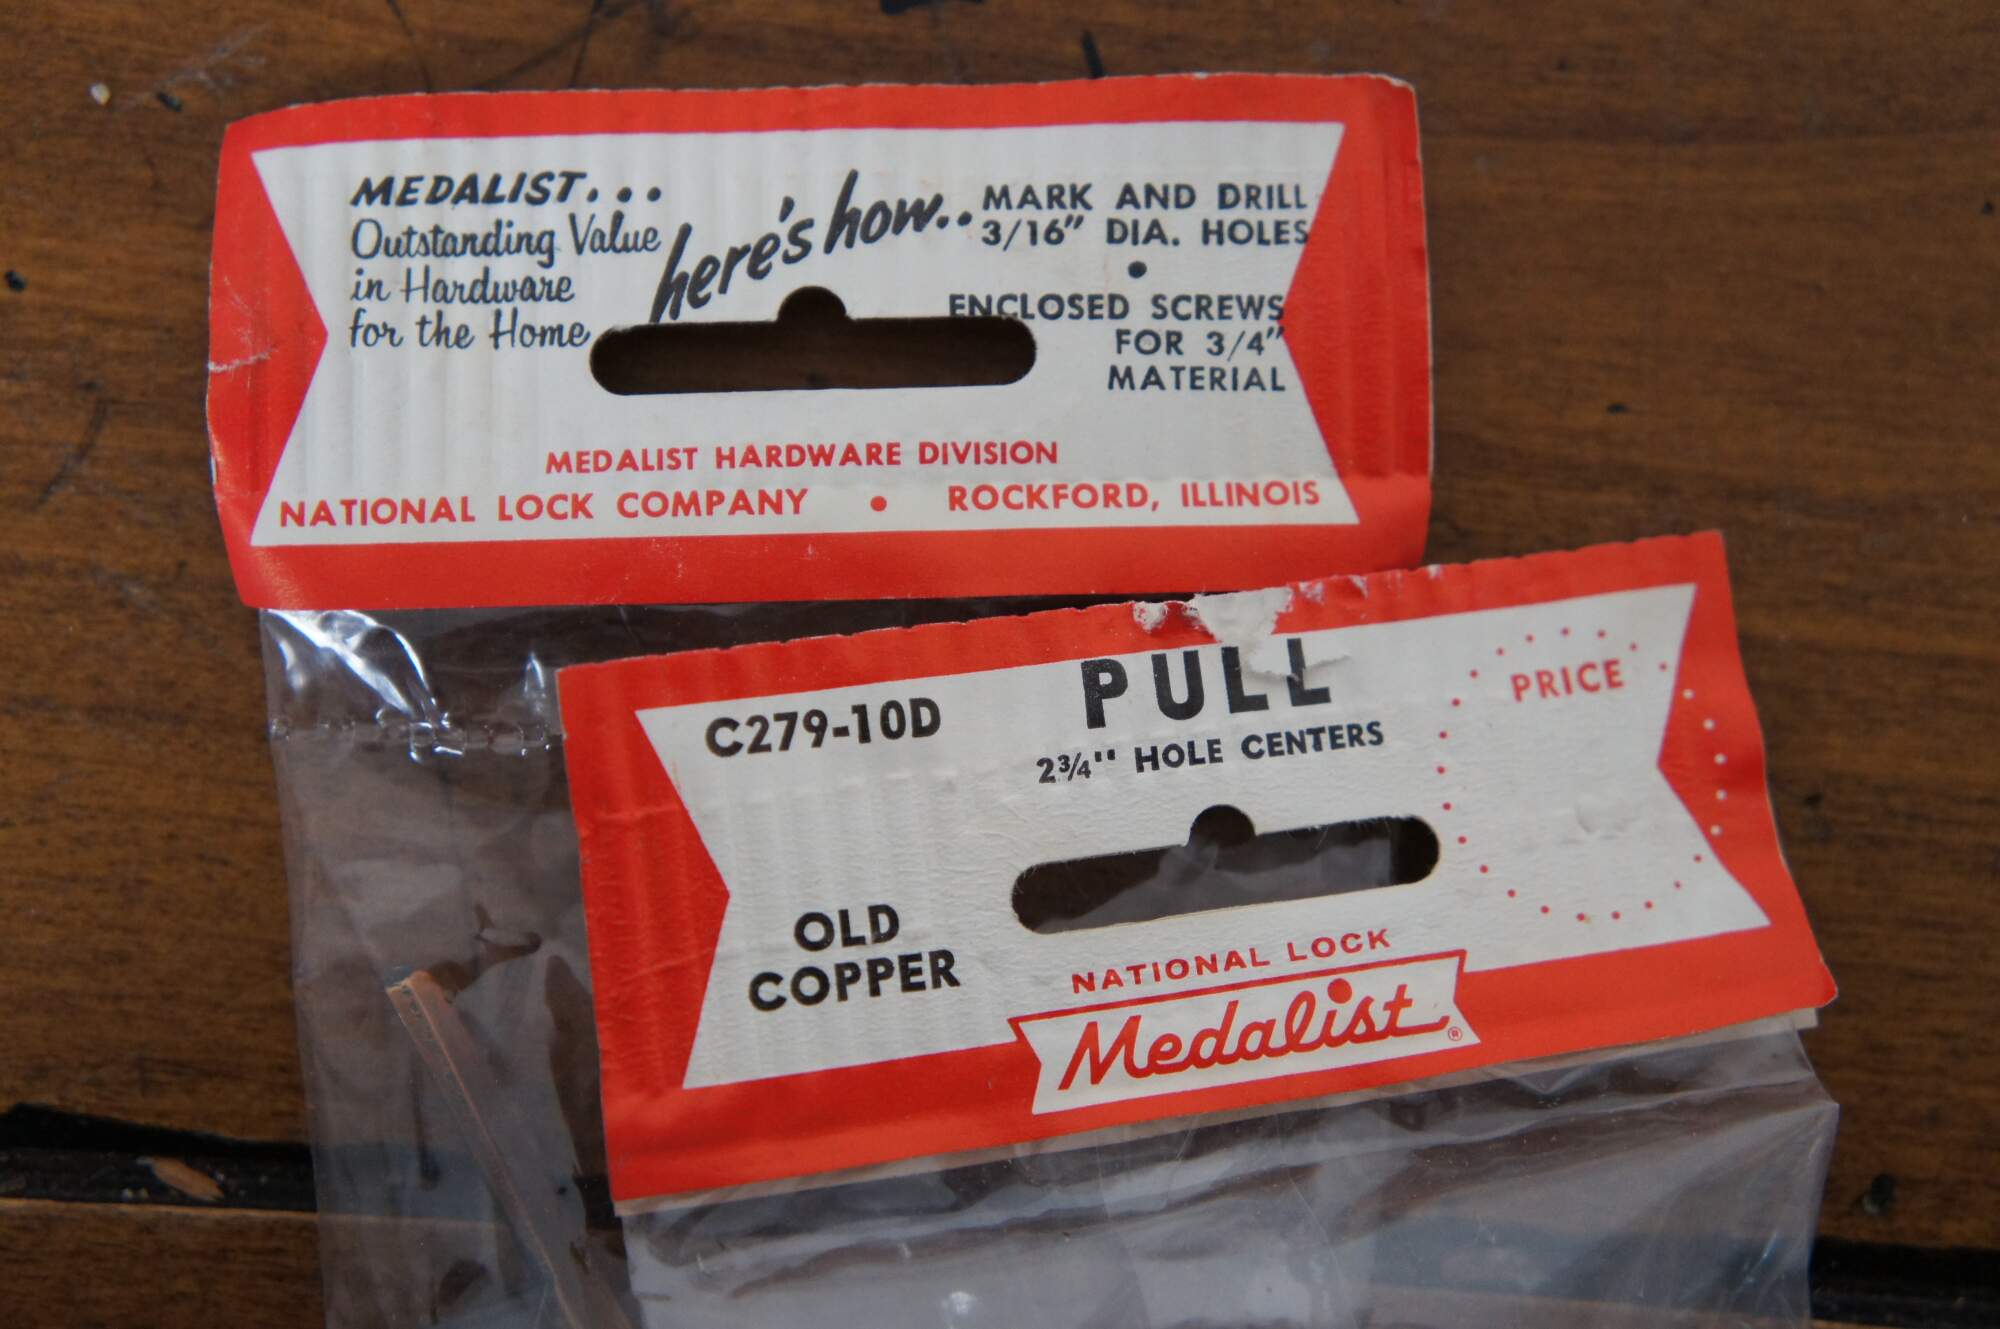 MEDALIST...
Outstanding Value
in Hardware
for the Home
here's how..
MARK AND DRILL
3/16" DIA. HOLES
•
ENCLOSED SCREWS
FOR 3/4"
MATERIAL
MEDALIST HARDWARE DIVISION
NATIONAL LOCK COMPANY • ROCKFORD, ILLINOIS
C279-10D
PULL
2 3/4" HOLE CENTERS
PRICE
OLD
COPPER
NATIONAL LOCK
Medalist®